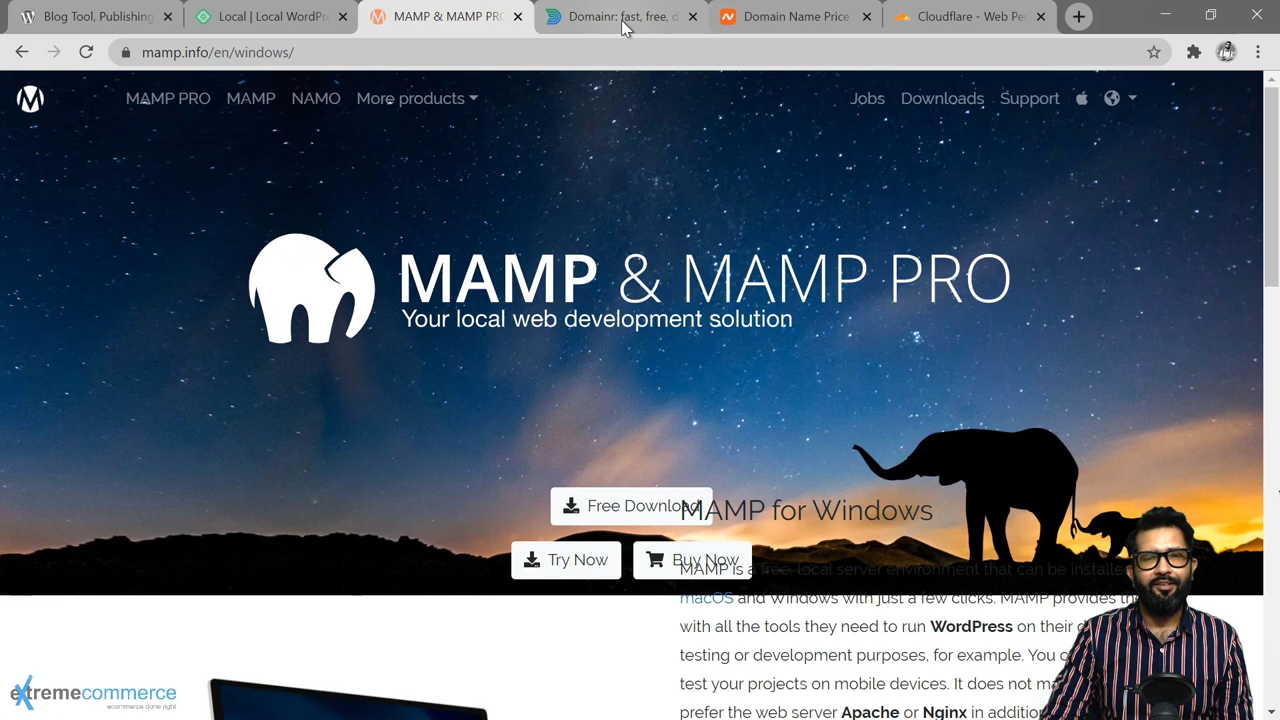 Blog Tool, Publishing
Local | Local WordPre
MAMP & MAMP PRO
Domainr: fast, free, d
Domain Name Price
Cloudflare - Web Per
mamp.info/en/windows/
MAMP PRO
MAMP
NAMO
More products
Jobs
Downloads
Support
MAMP & MAMP PRO
Your local web development solution
Free Download
MAMP for Windows
Try Now
Buy Now
MAMP is a free, local server environment that can be installed
macOS and Windows with just a few clicks. MAMP provides th
with all the tools they need to run WordPress on their d
testing or development purposes, for example. You c
test your projects on mobile devices. It does not ma
prefer the web server Apache or Nginx in addition
extremecommerce
ecommerce done right